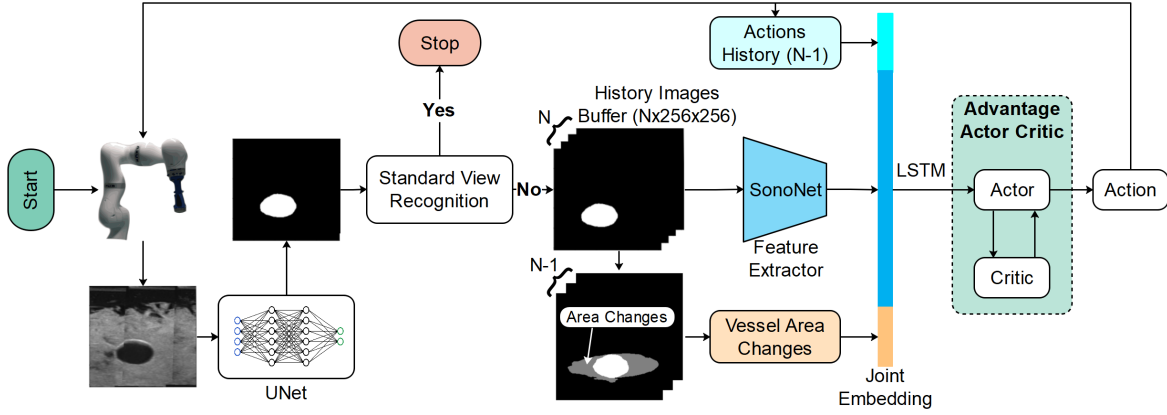 Start
Stop
Yes
Standard View
Recognition
No
UNet
N
History Images
Buffer (Nx256x256)
N-1
Area Changes
Actions
History (N-1)
SonoNet
Feature
Extractor
Vessel Area
Changes
Joint
Embedding
LSTM
Advantage
Actor Critic
Actor
Critic
Action